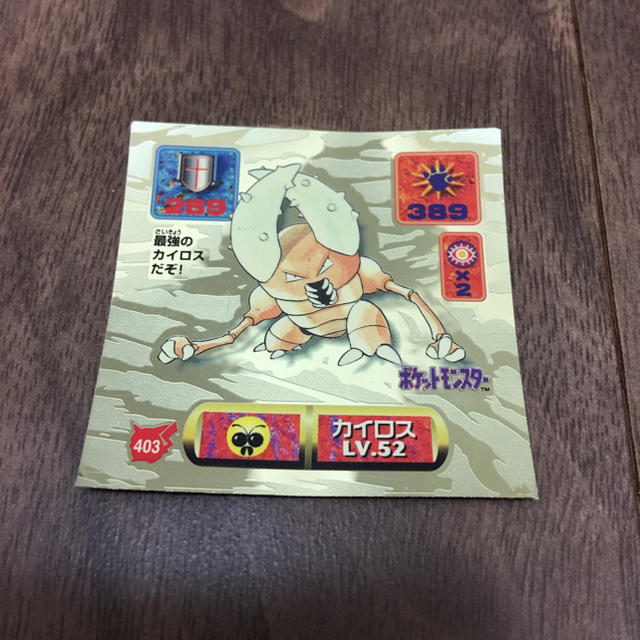 269
389
さいきょう
最強の
カイロス
だぞ!
×2
ポケットモンスター
TM
403
カイロス
LV.52